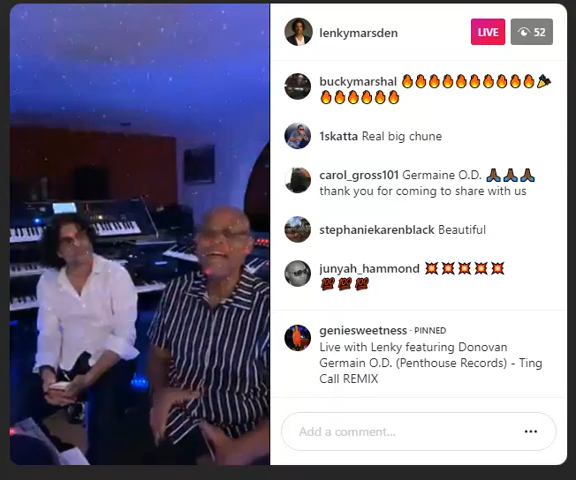 lenkymarsden
LIVE
52
buckymarshal 🔥🔥🔥🔥🔥🔥🔥🔥🔥🔥🎉
🔥🔥🔥🔥🔥🔥
1skatta Real big chune
carol_gross101 Germaine O.D. 🙏🏾🙏🏾🙏🏾
thank you for coming to share with us
stephaniekarenblack Beautiful
junyah_hammond 💥💥💥💥💥
💯💯💯
geniesweetness · PINNED
Live with Lenky featuring Donovan
Germain O.D. (Penthouse Records) - Ting
Call REMIX
Add a comment...